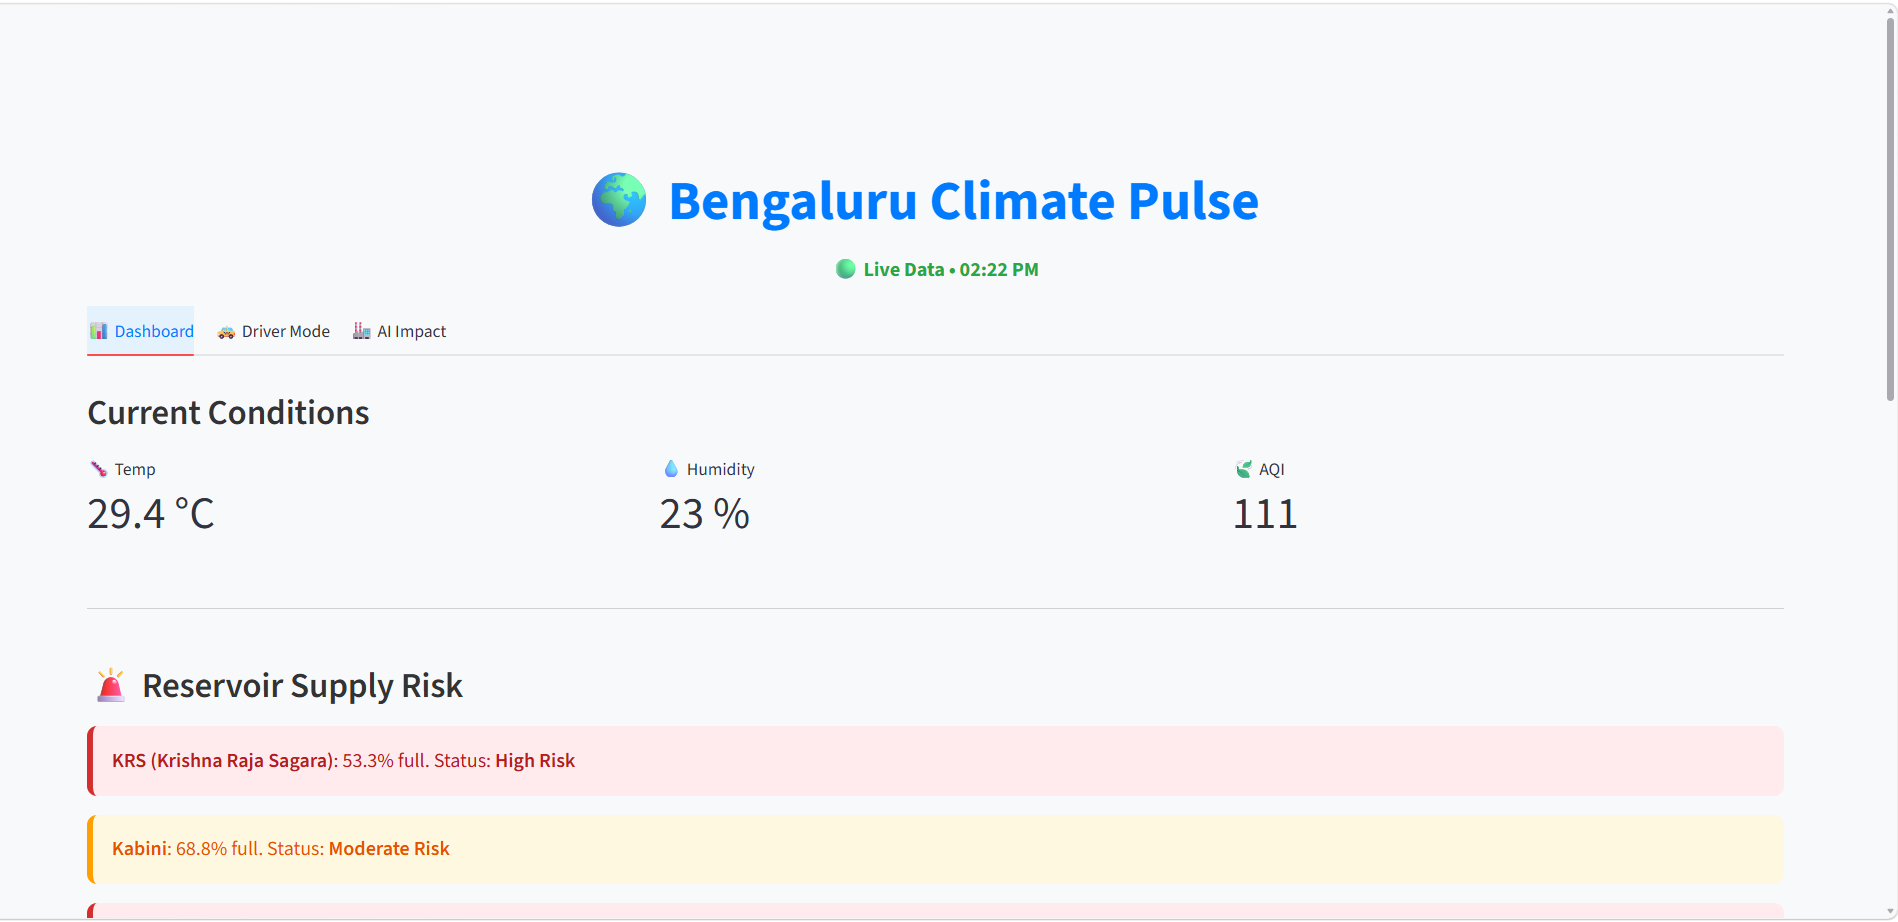 Bengaluru Climate Pulse
Live Data • 02:22 PM
Dashboard Driver Mode AI Impact
Current Conditions
Temp Humidity AQI
29.4 °C 23 % 111
Reservoir Supply Risk
KRS (Krishna Raja Sagara): 53.3% full. Status: High Risk
Kabini: 68.8% full. Status: Moderate Risk